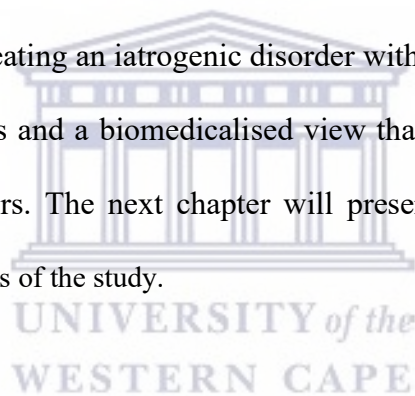 eating an iatrogenic disorder with
s and a biomedicalised view tha
rs. The next chapter will prese
s of the study.
UNIVERSITY of the
WESTERN CAPE